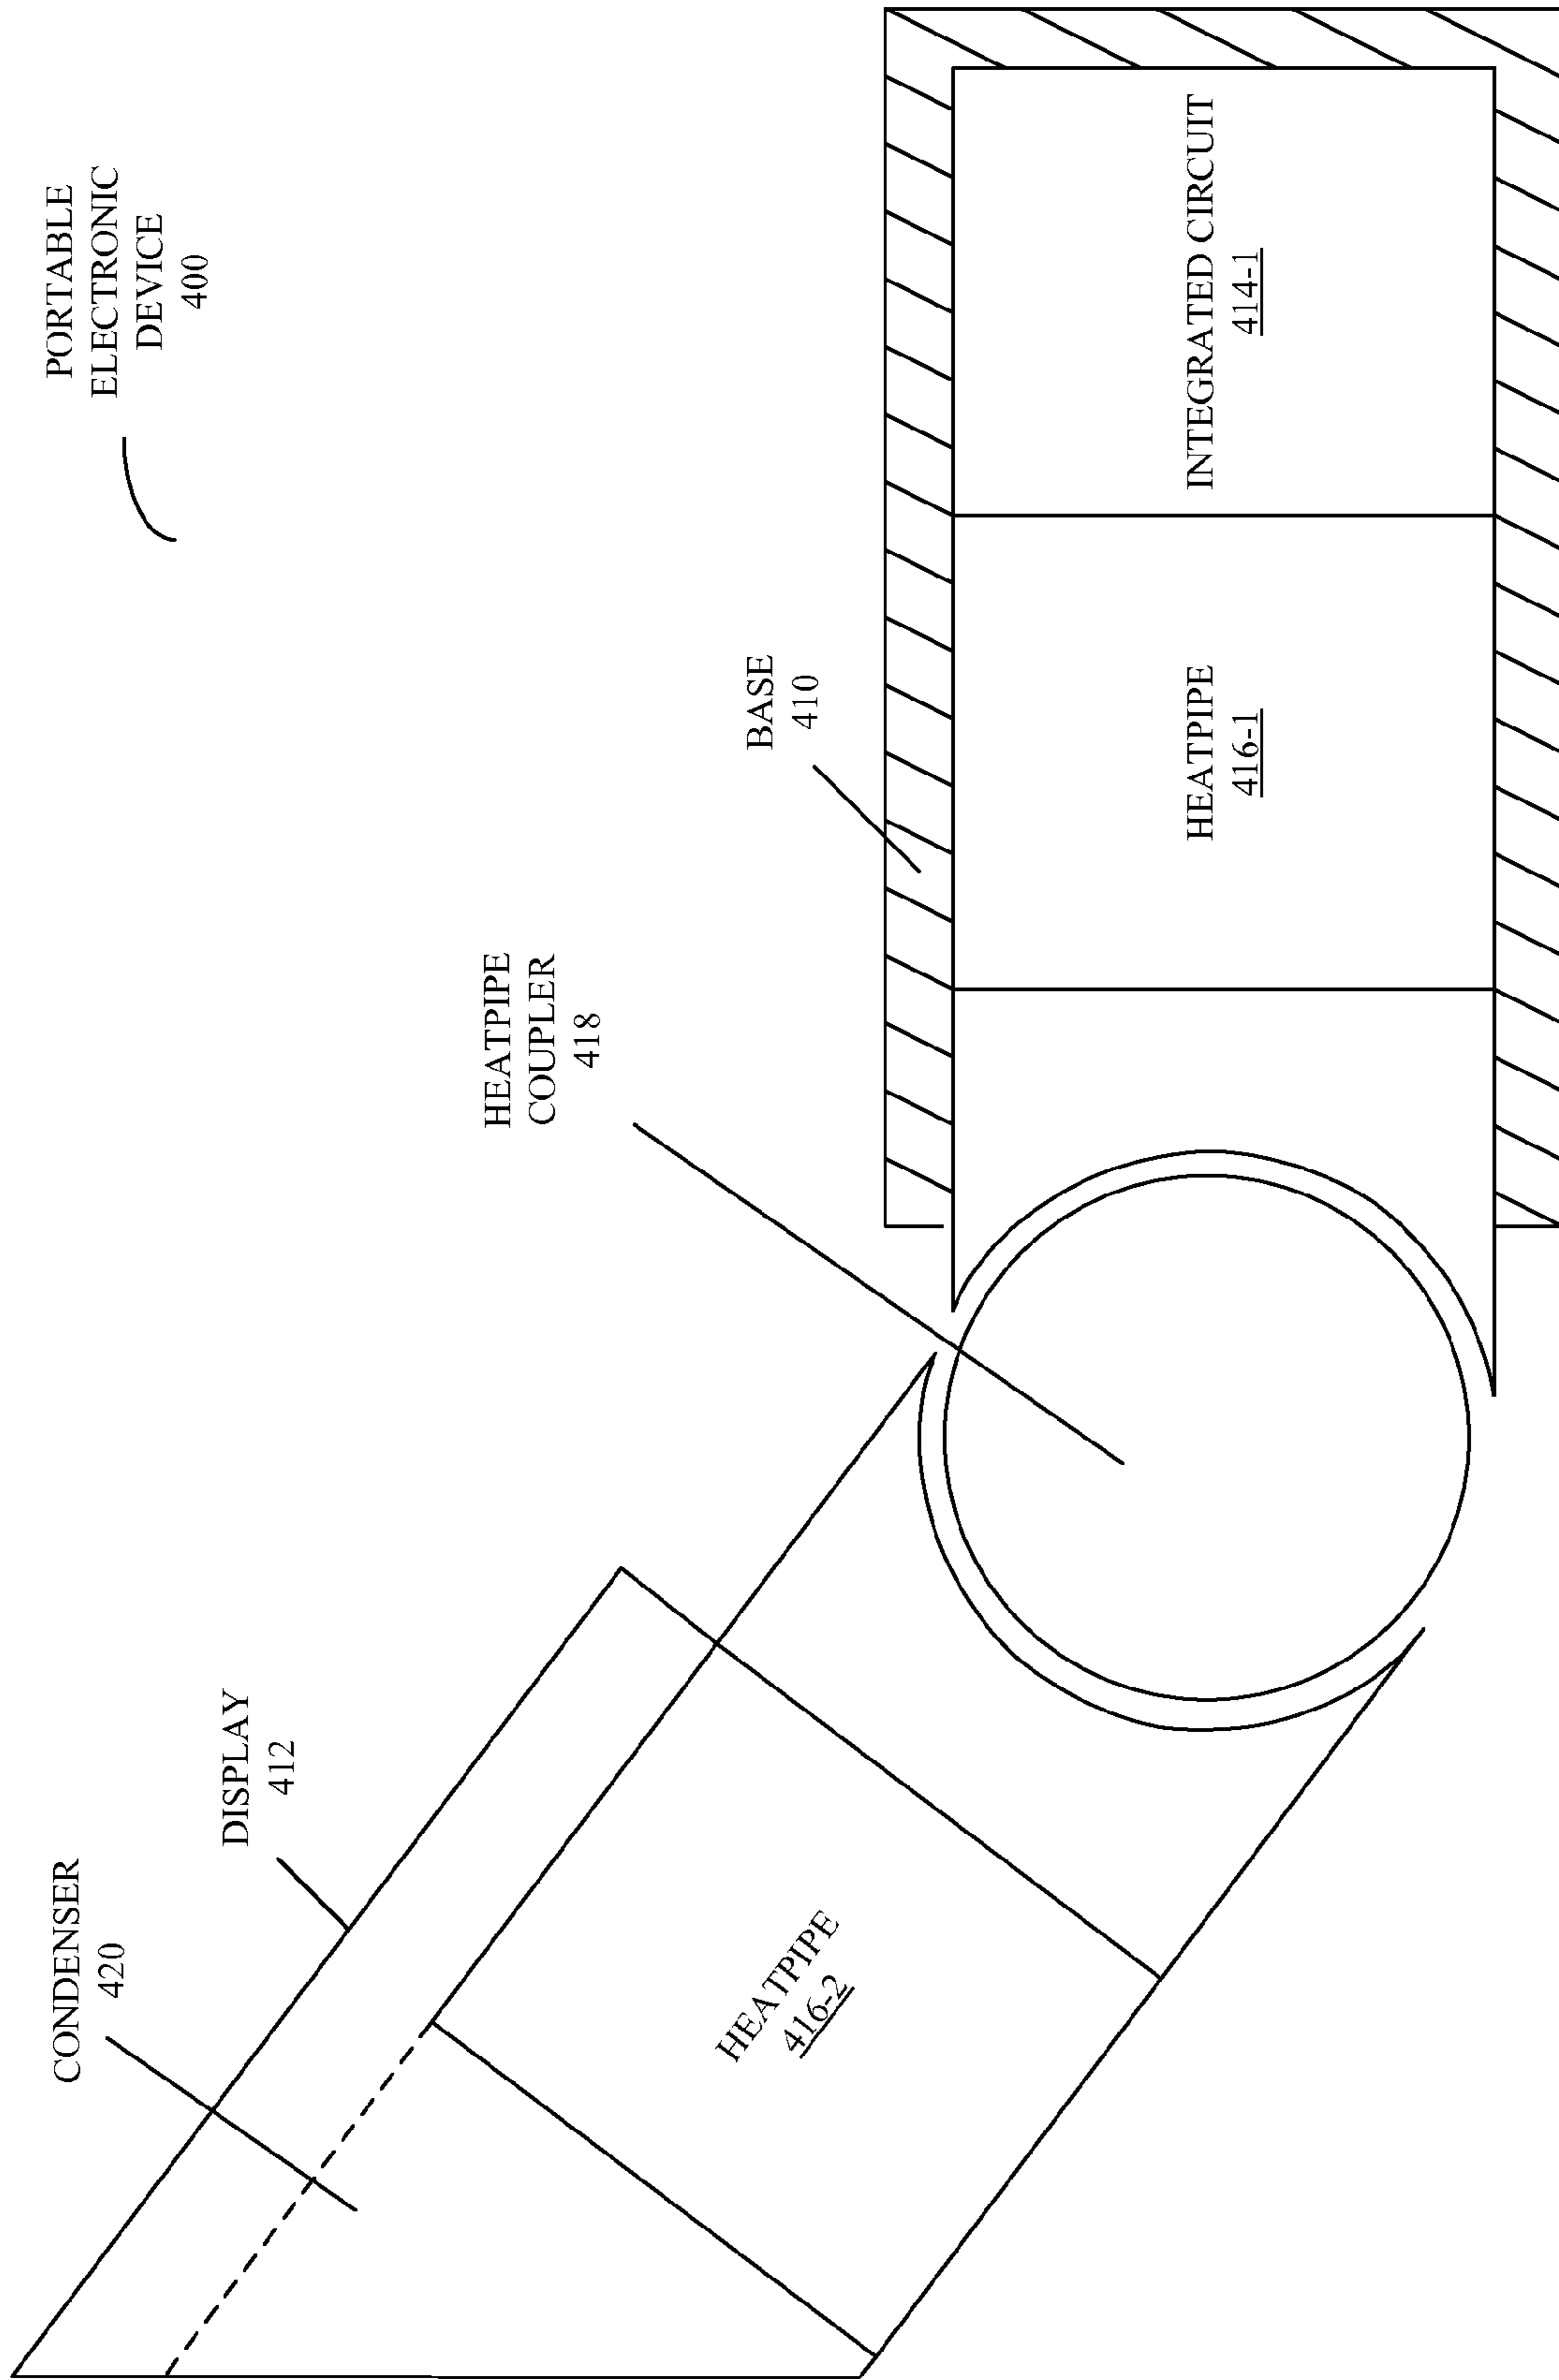 PORTABLE
ELECTRONIC
DEVICE
400
CONDENSER
420
DISPLAY
412
HEATPIPE
COUPLER
418
BASE
410
HEATPIPE
416-2
HEATPIPE
416-1
INTEGRATED CIRCUIT
414-1